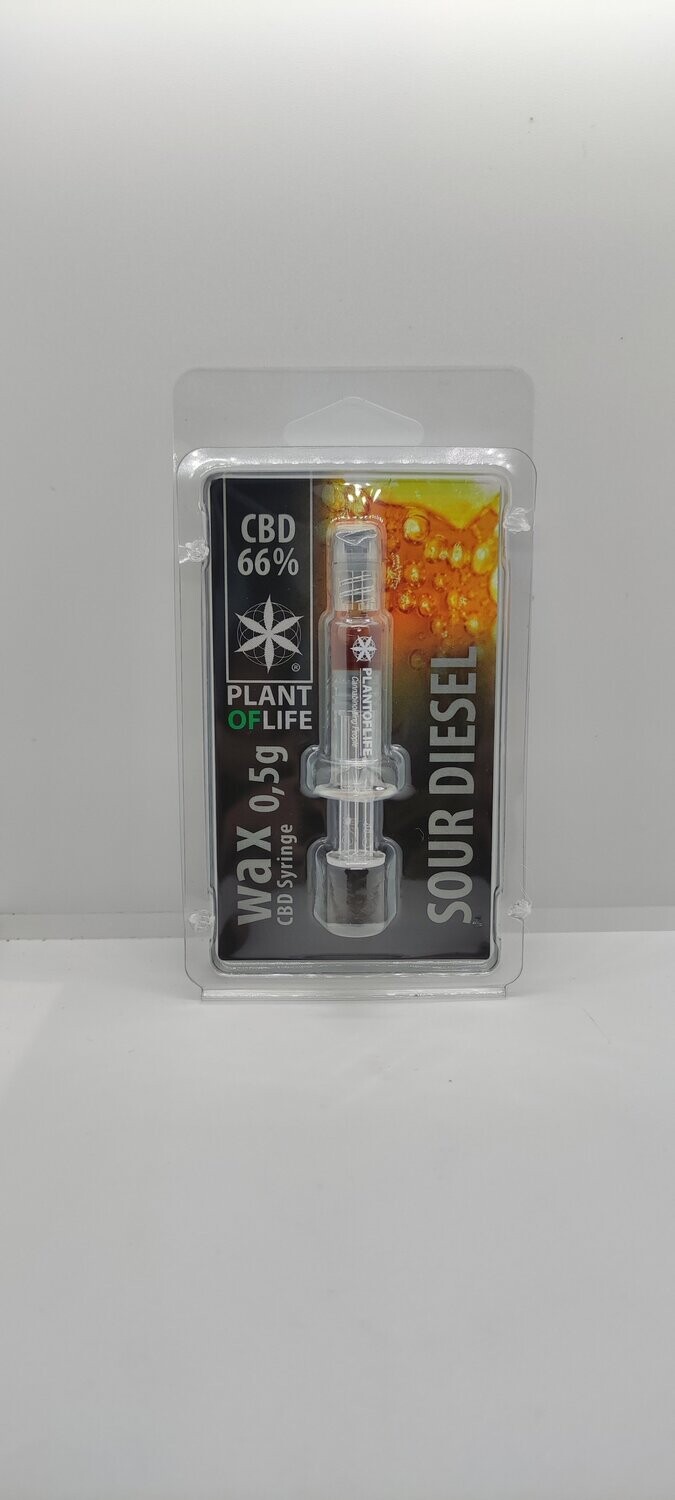 CBD
66%
®
PLANT
OFLIFE
wax 0,5g
CBD Syringe
PLANTOFLIFE
SOUR DIESEL